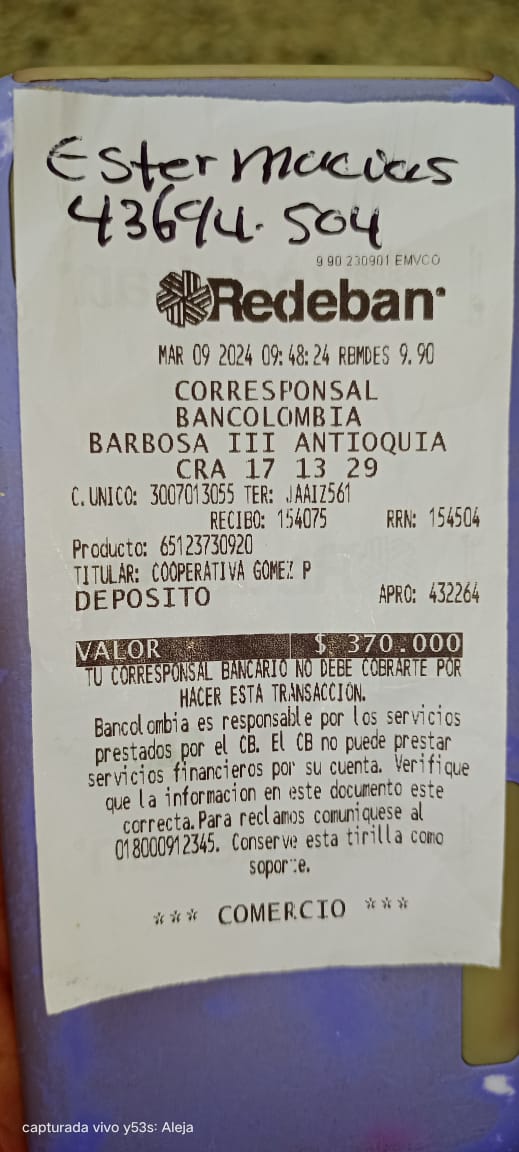 Ester Macias
43694.504
9 90 230901 EMVCO
Redeban
MAR 09 2024 09:48:24 RBMDES 9.90
CORRESPONSAL
BANCOLOMBIA
BARBOSA III ANTIOQUIA
CRA 17 13 29
C.UNICO: 3007013055 TER: JAAIZ561
RECIBO: 154075 RRN: 154504
Producto: 65123730920
TITULAR: COOPERATIVA GOMEZ P
DEPOSITO APRO: 432264
VALOR $ 370.000
TU CORRESPONSAL BANCARIO NO DEBE COBRARTE POR
HACER ESTA TRANSACCION.
Bancolombia es responsable por los servicios
prestados por el CB. El CB no puede prestar
servicios financieros por su cuenta. Verifique
que la informacion en este documento este
correcta.Para reclamos comuniquese al
018000912345. Conserve esta tirilla como
soporte.
*** COMERCIO ***
capturada vivo y53s: Aleja